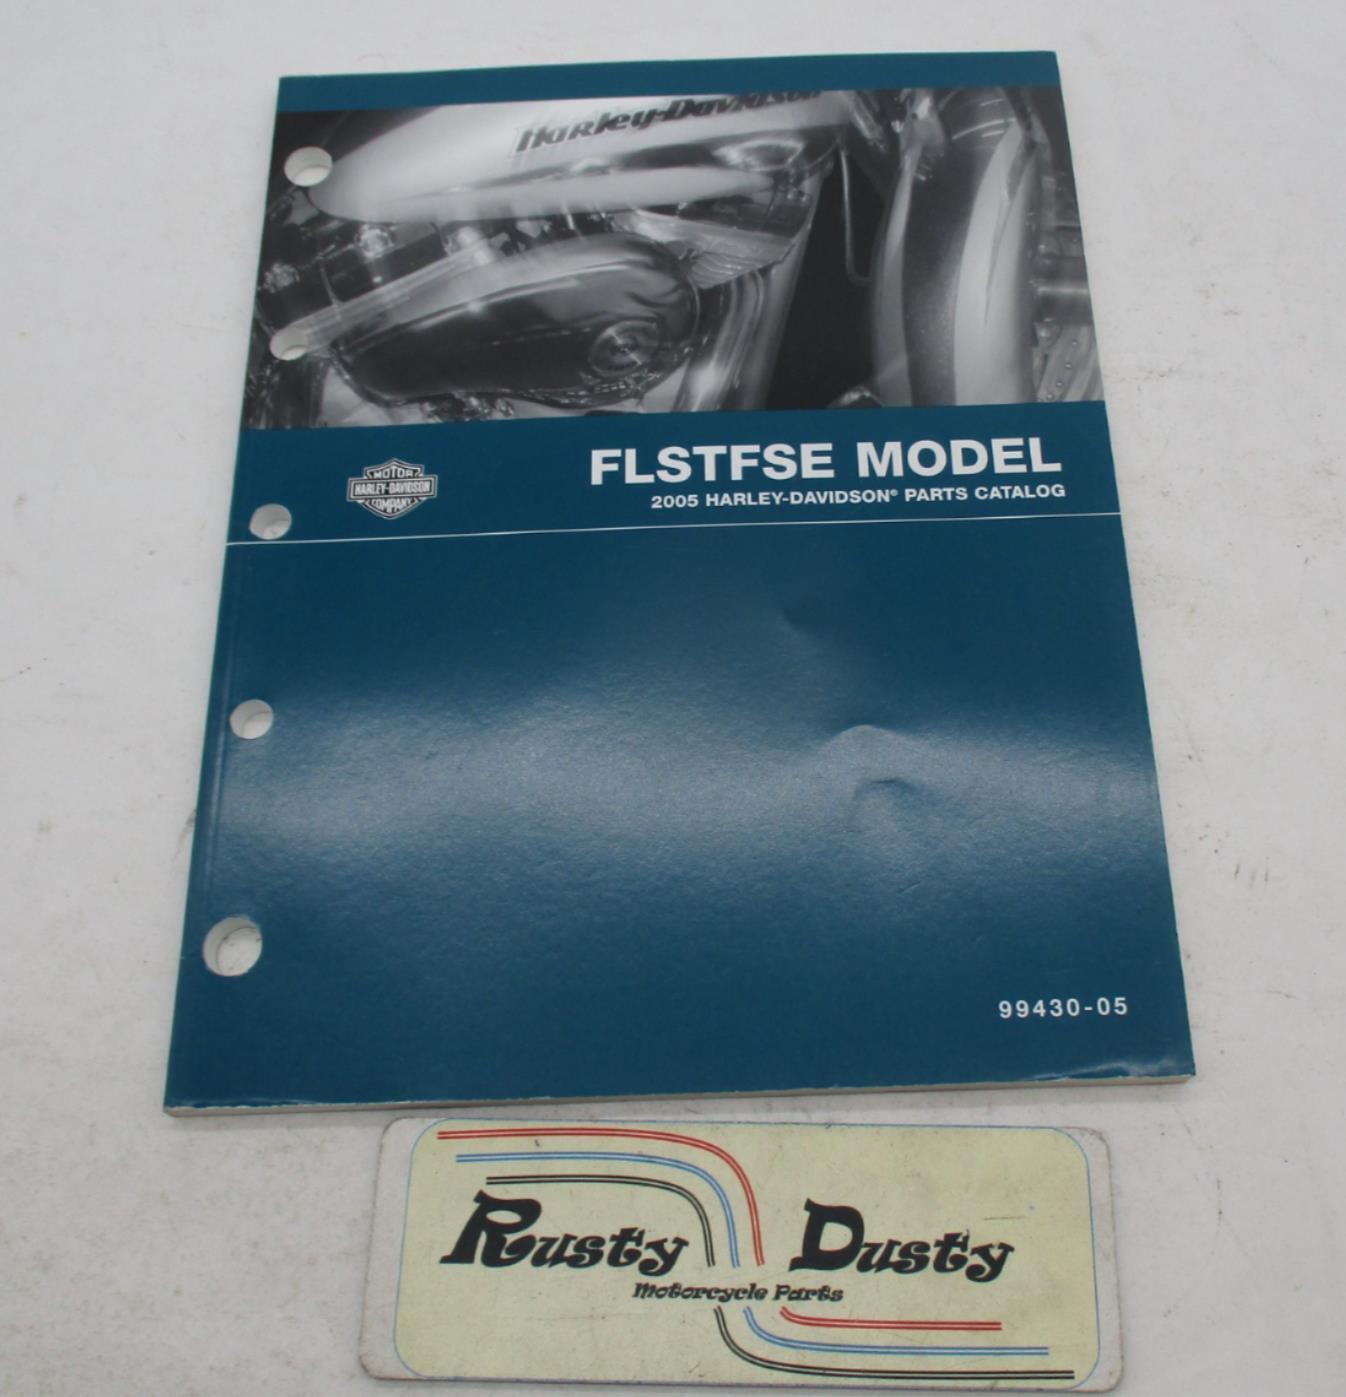 Harley-Davidson
FLSTFSE MODEL
2005 HARLEY-DAVIDSON® PARTS CATALOG
MOTOR
HARLEY-DAVIDSON
COMPANY
99430-05
Rusty Dusty
Motorcycle Parts